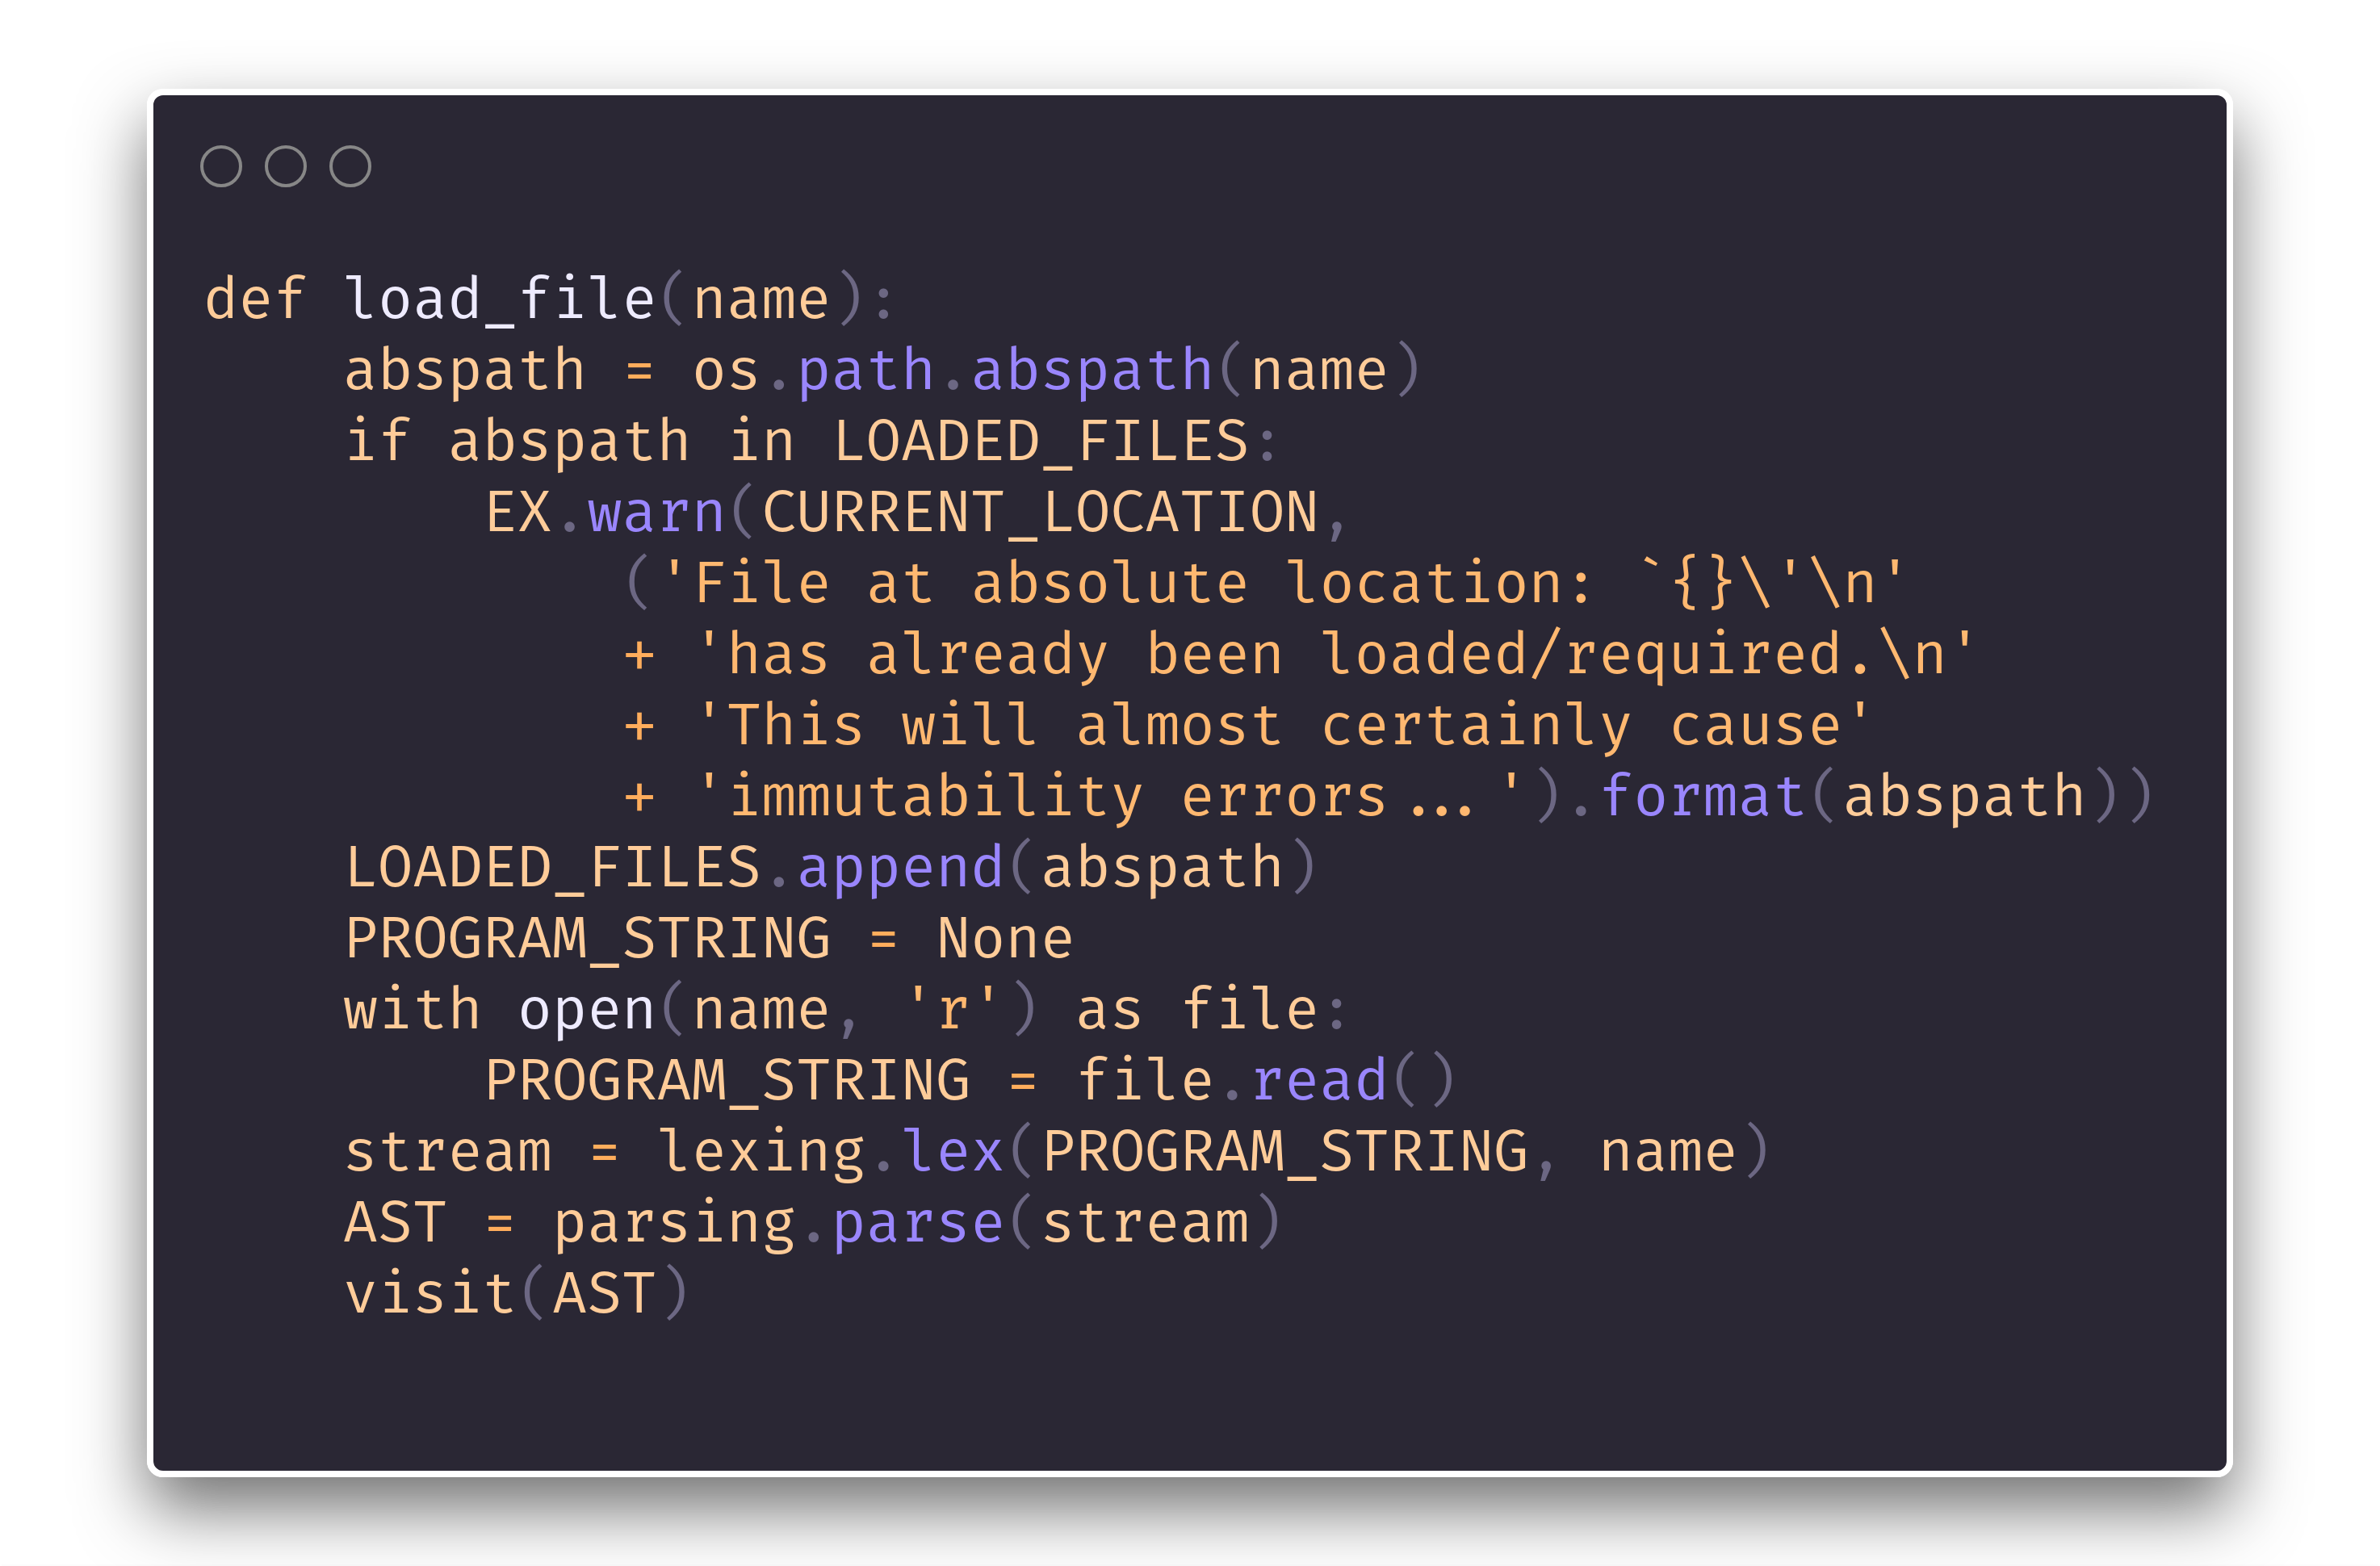 def load_file(name):
    abspath = os.path.abspath(name)
    if abspath in LOADED_FILES:
        EX.warn(CURRENT_LOCATION,
            ('File at absolute location: `{}\'\n'
            + 'has already been loaded/required.\n'
            + 'This will almost certainly cause'
            + 'immutability errors...').format(abspath))
    LOADED_FILES.append(abspath)
    PROGRAM_STRING = None
    with open(name, 'r') as file:
        PROGRAM_STRING = file.read()
    stream = lexing.lex(PROGRAM_STRING, name)
    AST = parsing.parse(stream)
    visit(AST)